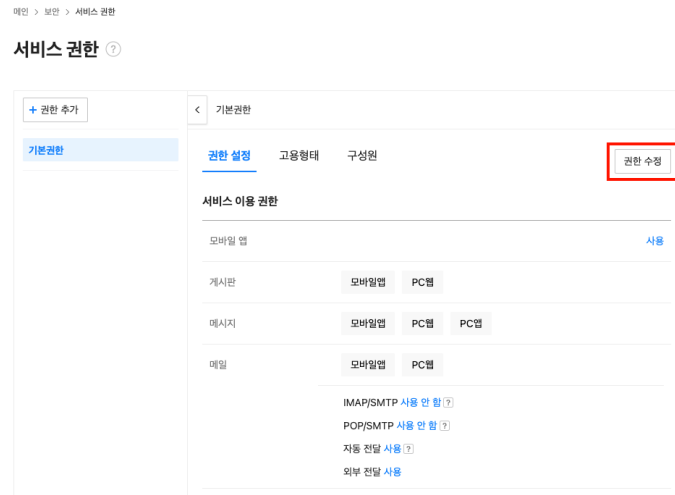 메인 > 보안 > 서비스 권한
서비스 권한 ?
+ 권한 추가
기본권한
< 기본권한
권한 설정 고용형태 구성원
권한 수정
서비스 이용 권한
모바일 앱 사용
게시판 모바일앱 PC웹
메시지 모바일앱 PC웹 PC앱
메일 모바일앱 PC웹
IMAP/SMTP 사용 안 함 ?
POP/SMTP 사용 안 함 ?
자동 전달 사용 ?
외부 전달 사용